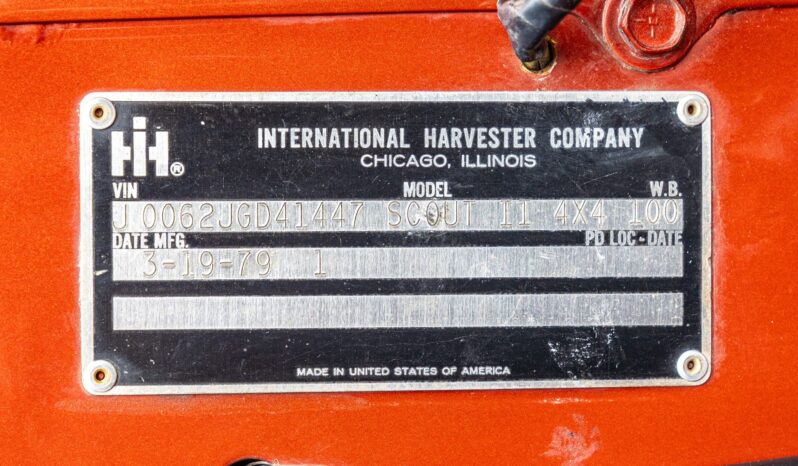 IH®
INTERNATIONAL HARVESTER COMPANY
CHICAGO, ILLINOIS
VIN MODEL W.B.
J0062JGD41447 SCOUT II 4X4 100
DATE MFG. PD LOC-DATE
3-19-79 1
MADE IN UNITED STATES OF AMERICA